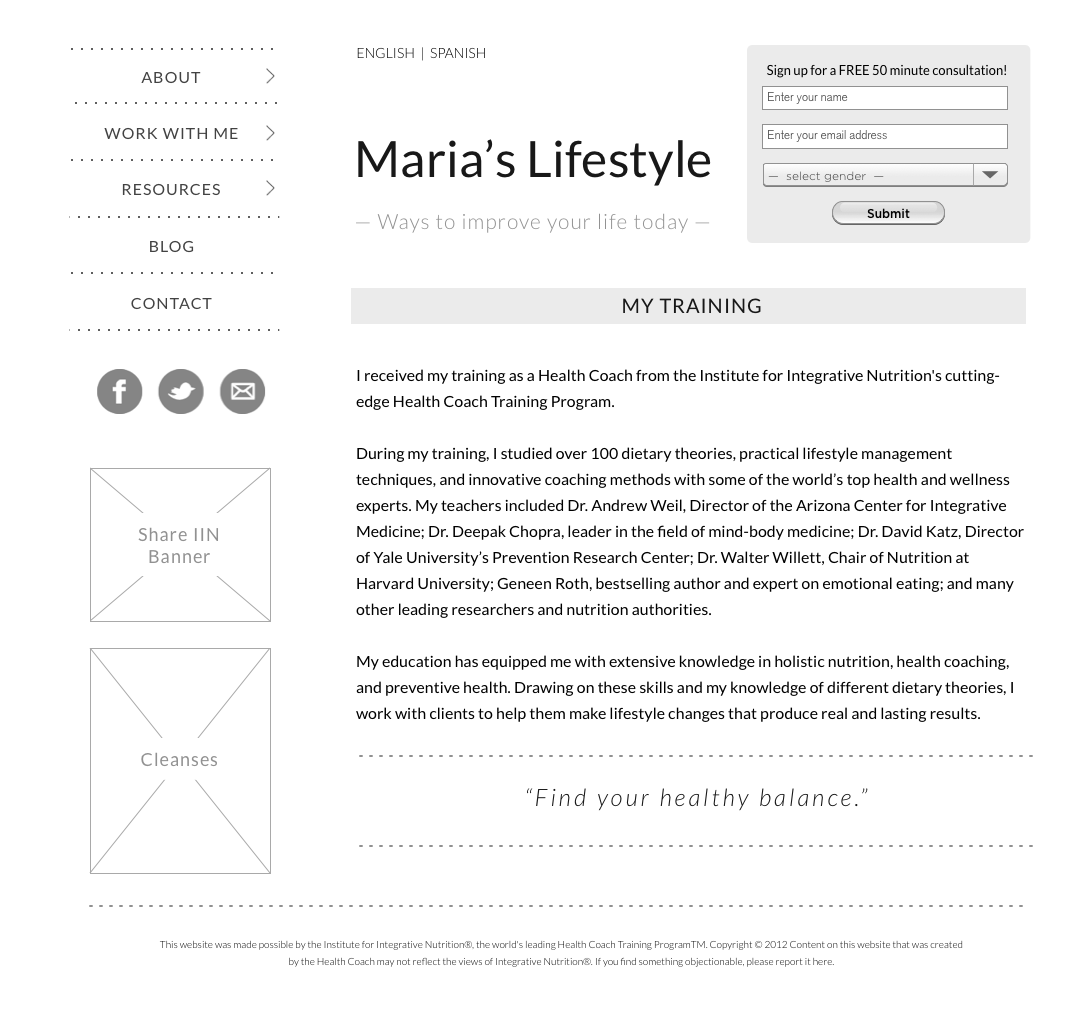 ABOUT
WORK WITH ME
RESOURCES
BLOG
CONTACT
Share IIN
Banner
Cleanses
ENGLISH | SPANISH
Maria’s Lifestyle
— Ways to improve your life today —
Sign up for a FREE 50 minute consultation!
Enter your name
Enter your email address
— select gender —
Submit
MY TRAINING
I received my training as a Health Coach from the Institute for Integrative Nutrition's cutting-
edge Health Coach Training Program.
During my training, I studied over 100 dietary theories, practical lifestyle management
techniques, and innovative coaching methods with some of the world’s top health and wellness
experts. My teachers included Dr. Andrew Weil, Director of the Arizona Center for Integrative
Medicine; Dr. Deepak Chopra, leader in the field of mind-body medicine; Dr. David Katz, Director
of Yale University’s Prevention Research Center; Dr. Walter Willett, Chair of Nutrition at
Harvard University; Geneen Roth, bestselling author and expert on emotional eating; and many
other leading researchers and nutrition authorities.
My education has equipped me with extensive knowledge in holistic nutrition, health coaching,
and preventive health. Drawing on these skills and my knowledge of different dietary theories, I
work with clients to help them make lifestyle changes that produce real and lasting results.
“Find your healthy balance.”
This website was made possible by the Institute for Integrative Nutrition®, the world's leading Health Coach Training ProgramTM. Copyright © 2012 Content on this website that was created
by the Health Coach may not reflect the views of Integrative Nutrition®. If you find something objectionable, please report it here.